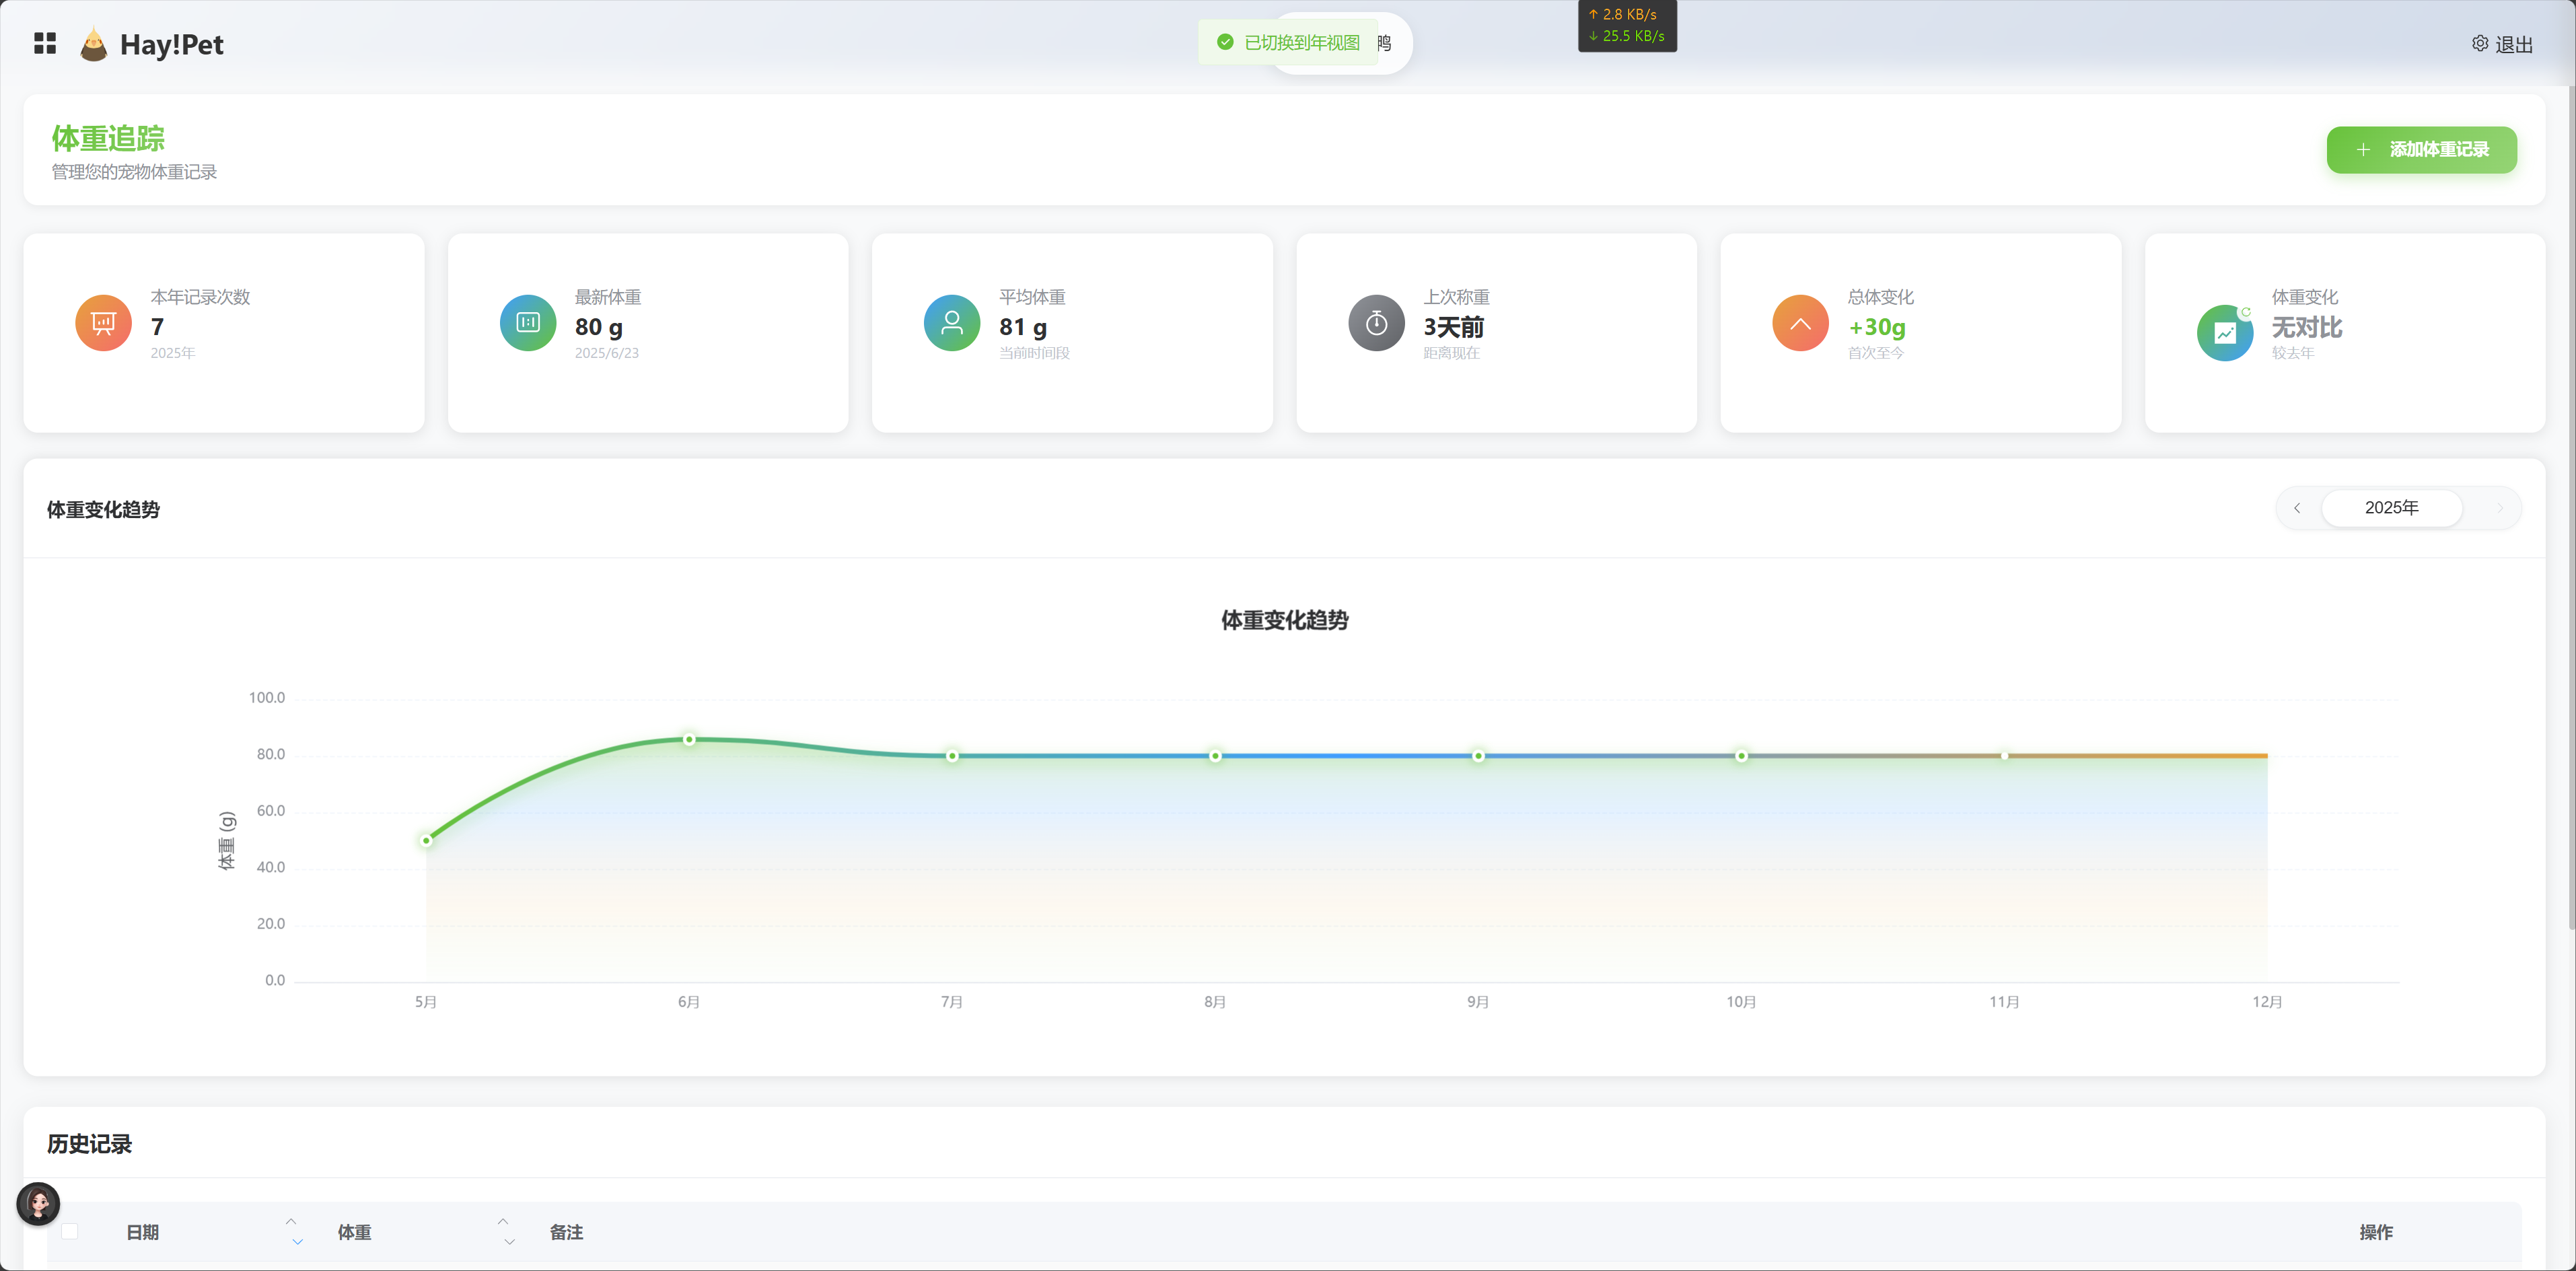 Hay!Pet
已切换到年视图
鸭
↑ 2.8 KB/s
↓ 25.5 KB/s
退出
体重追踪
管理您的宠物体重记录
添加体重记录
本年记录次数
7
2025年
最新体重
80 g
2025/6/23
平均体重
81 g
当前时间段
上次称重
3天前
距离现在
总体变化
+30g
首次至今
体重变化
无对比
较去年
体重变化趋势
2025年
体重变化趋势
体重 (g)
100.0
80.0
60.0
40.0
20.0
0.0
5月
6月
7月
8月
9月
10月
11月
12月
历史记录
日期
体重
备注
操作